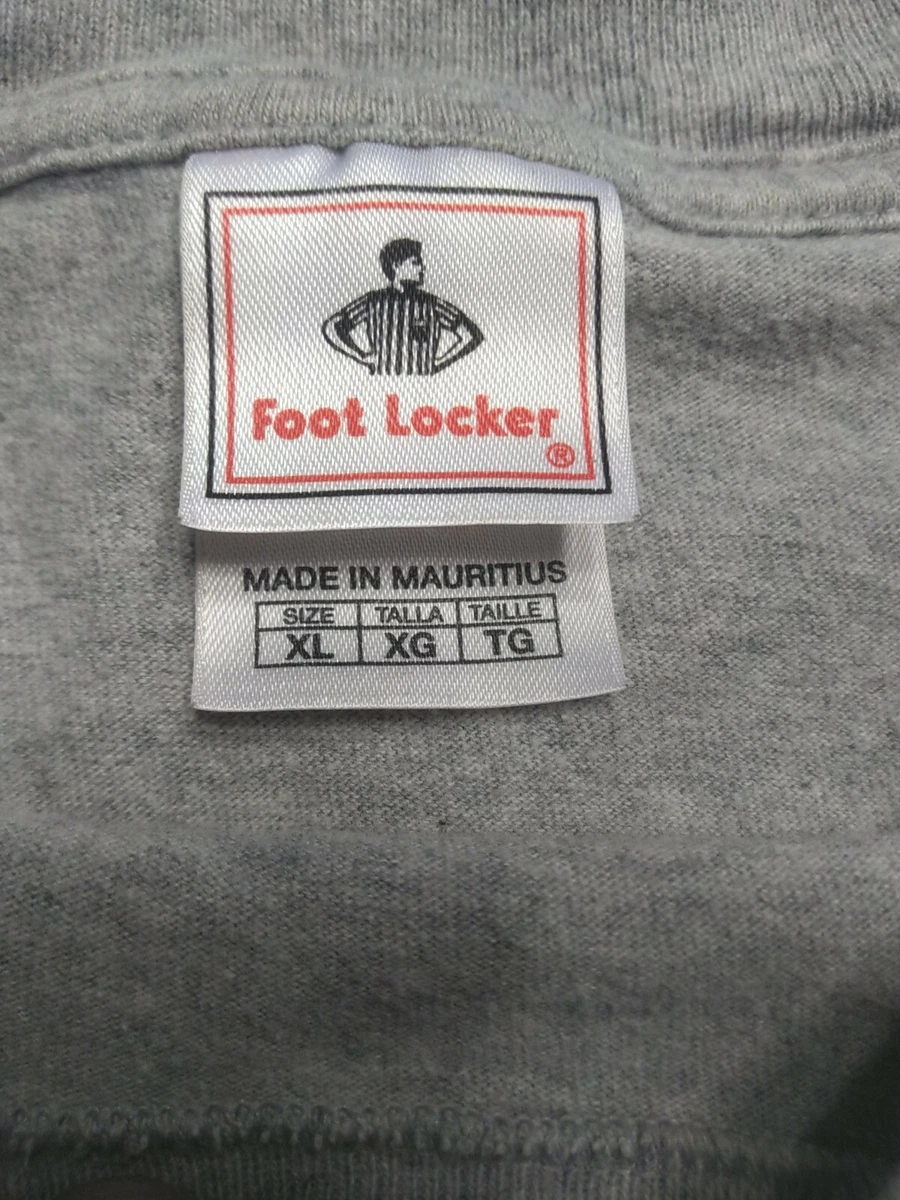 Foot Locker
®
MADE IN MAURITIUS
SIZE TALLA TAILLE
XL XG TG